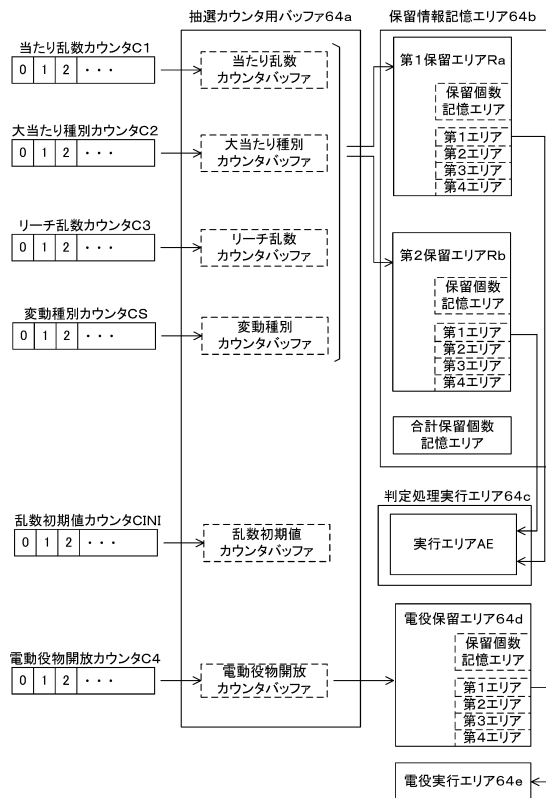 抽選カウンタ用バッファ64a
保留情報記憶エリア64b
当たり乱数カウンタC1
0 1 2 ・・・
当たり乱数
カウンタバッファ
大当たり種別カウンタC2
0 1 2 ・・・
大当たり種別
カウンタバッファ
リーチ乱数カウンタC3
0 1 2 ・・・
リーチ乱数
カウンタバッファ
変動種別カウンタCS
0 1 2 ・・・
変動種別
カウンタバッファ
乱数初期値カウンタCINI
0 1 2 ・・・
乱数初期値
カウンタバッファ
電動役物開放カウンタC4
0 1 2 ・・・
電動役物開放
カウンタバッファ
第1保留エリアRa
保留個数
記憶エリア
第1エリア
第2エリア
第3エリア
第4エリア
第2保留エリアRb
保留個数
記憶エリア
第1エリア
第2エリア
第3エリア
第4エリア
合計保留個数
記憶エリア
判定処理実行エリア64c
実行エリアAE
電役保留エリア64d
保留個数
記憶エリア
第1エリア
第2エリア
第3エリア
第4エリア
電役実行エリア64e